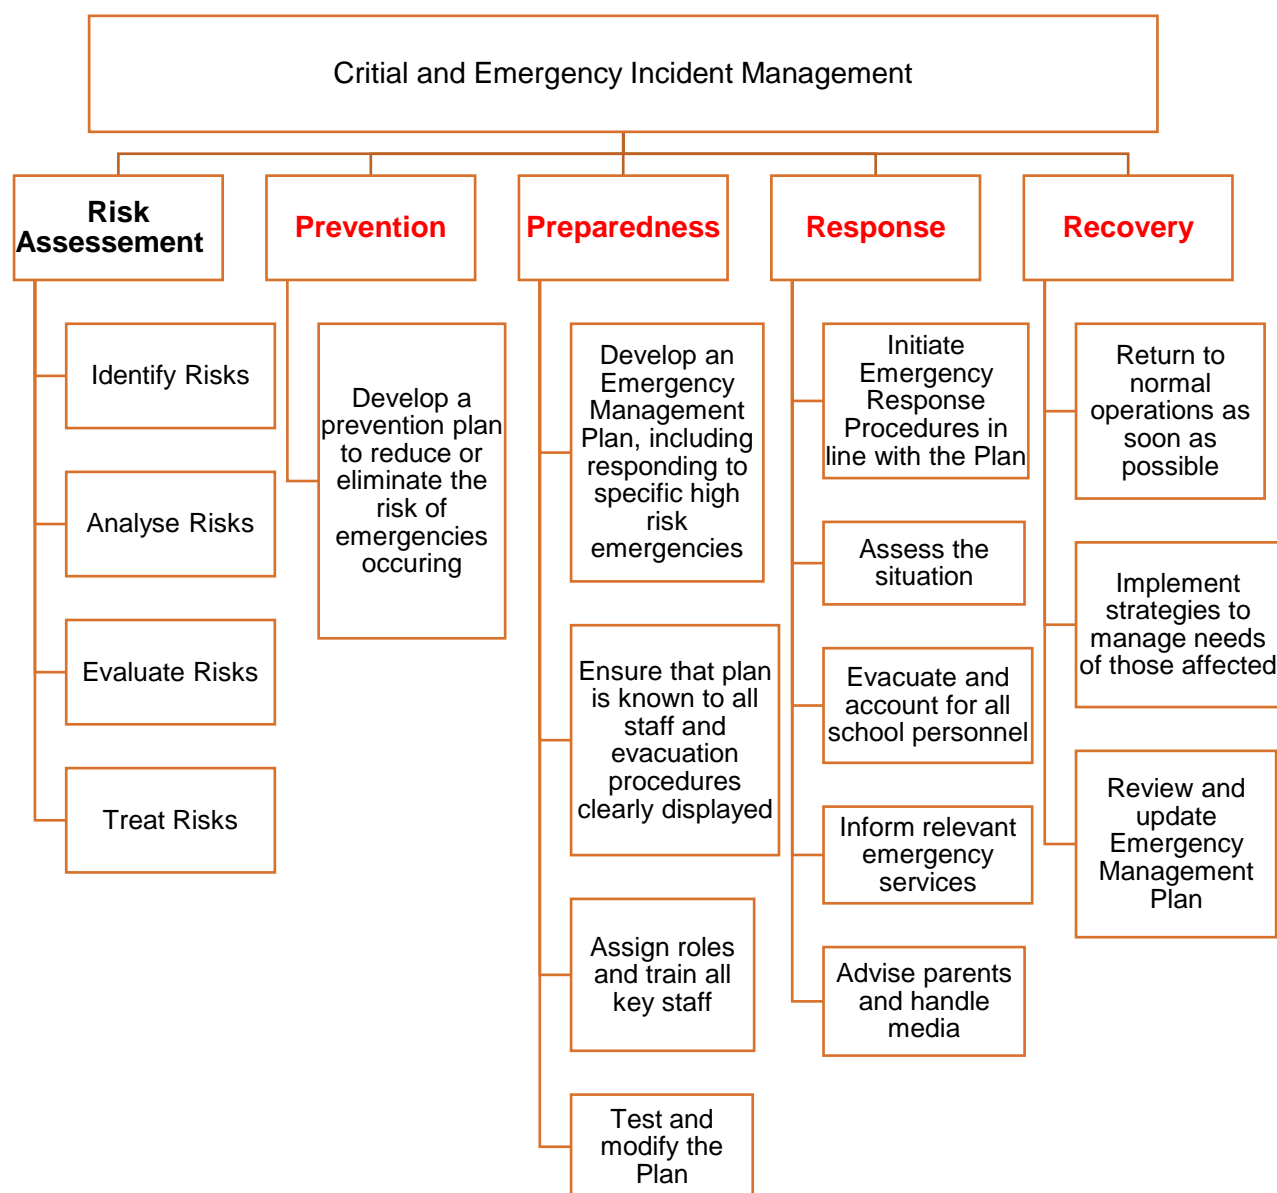 Critial and Emergency Incident Management
Risk
Assessement
Identify Risks
Analyse Risks
Evaluate Risks
Treat Risks
Prevention
Develop a
prevention plan
to reduce or
eliminate the
risk of
emergencies
occuring
Preparedness
Develop an
Emergency
Management
Plan, including
responding to
specific high
risk
emergencies
Ensure that plan
is known to all
staff and
evacuation
procedures
clearly displayed
Assign roles
and train all
key staff
Test and
modify the
Plan
Response
Initiate
Emergency
Response
Procedures in
line with the Plan
Assess the
situation
Evacuate and
account for all
school personnel
Inform relevant
emergency
services
Advise parents
and handle
media
Recovery
Return to
normal
operations as
soon as
possible
Implement
strategies to
manage needs
of those affected
Review and
update
Emergency
Management
Plan